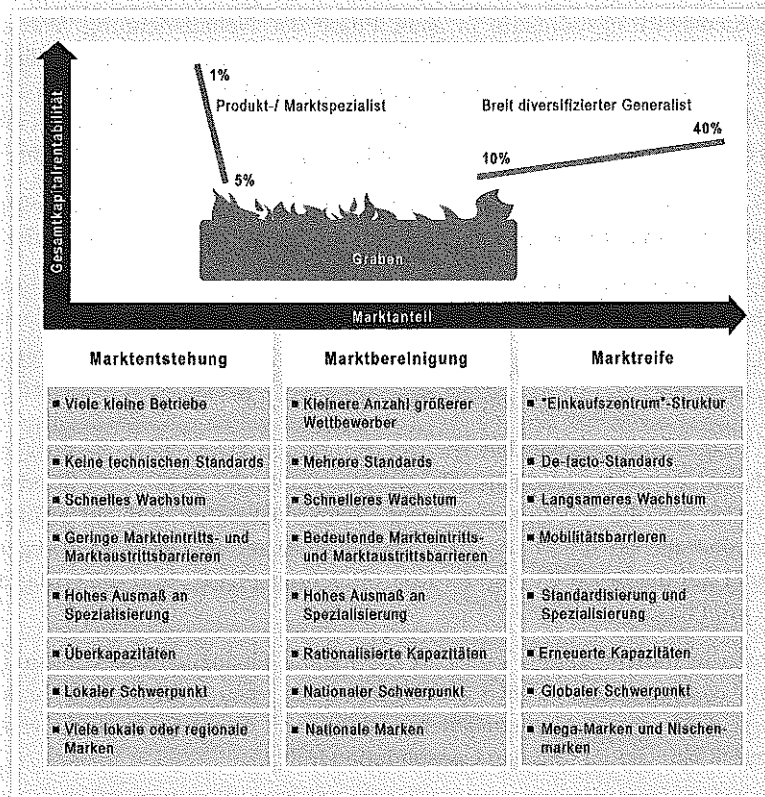 Gesamtkapitalrentabilität
1%
Produkt-/ Marktspezialist
5%
Breit diversifizierter Generalist
40%
10%
Graben
Marktanteil
Marktentstehung
Marktbereinigung
Marktreife
▪ Viele kleine Betriebe
▪ Kleinere Anzahl größerer
Wettbewerber
▪ "Einkaufszentrum"-Struktur
▪ Keine technischen Standards
▪ Mehrere Standards
▪ De-facto-Standards
▪ Schnelles Wachstum
▪ Schnelleres Wachstum
▪ Langsameres Wachstum
▪ Geringe Markteintritts- und
Marktaustrittsbarrieren
▪ Bedeutende Markteintritts-
und Marktaustrittsbarrieren
▪ Mobilitätsbarrieren
▪ Hohes Ausmaß an
Spezialisierung
▪ Hohes Ausmaß an
Spezialisierung
▪ Standardisierung und
Spezialisierung
▪ Überkapazitäten
▪ Rationalisierte Kapazitäten
▪ Erneuerte Kapazitäten
▪ Lokaler Schwerpunkt
▪ Nationaler Schwerpunkt
▪ Globaler Schwerpunkt
▪ Viele lokale oder regionale
Marken
▪ Nationale Marken
▪ Mega-Marken und Nischen-
marken